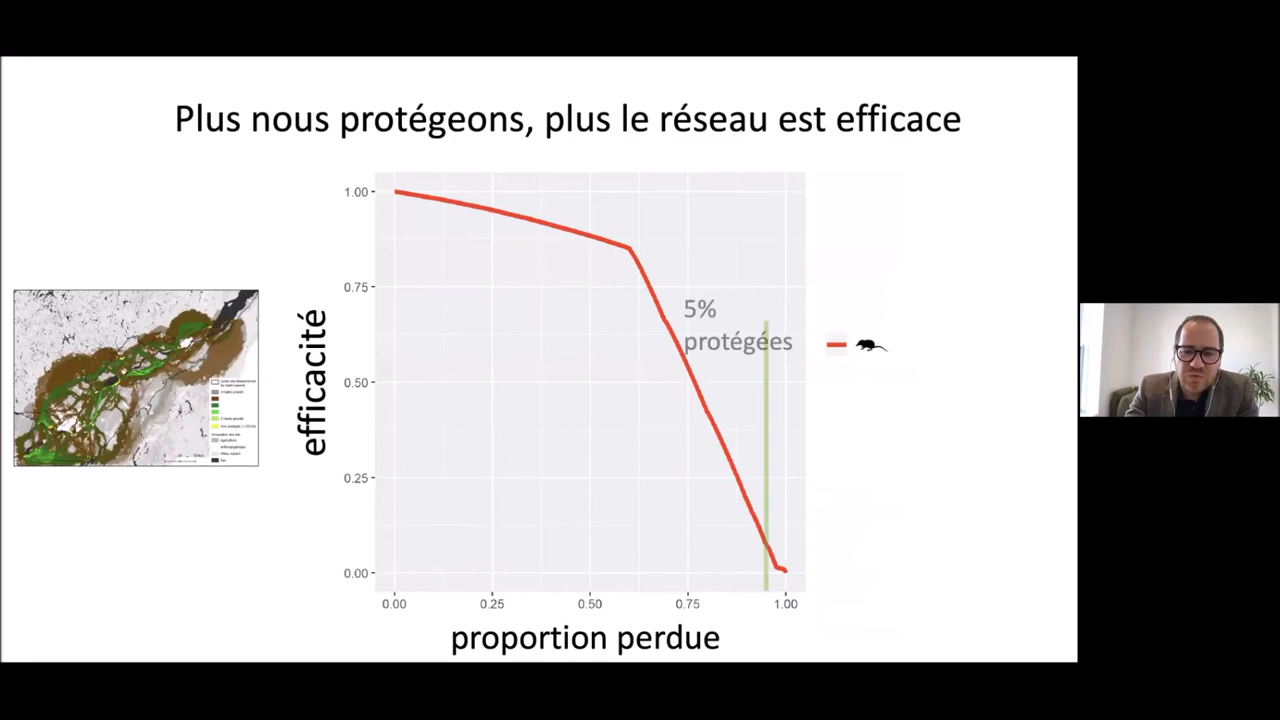 Plus nous protégeons, plus le réseau est efficace
1.00
0.75
0.50
0.25
0.00
efficacité
5%
protégées
0.00 0.25 0.50 0.75 1.00
proportion perdue